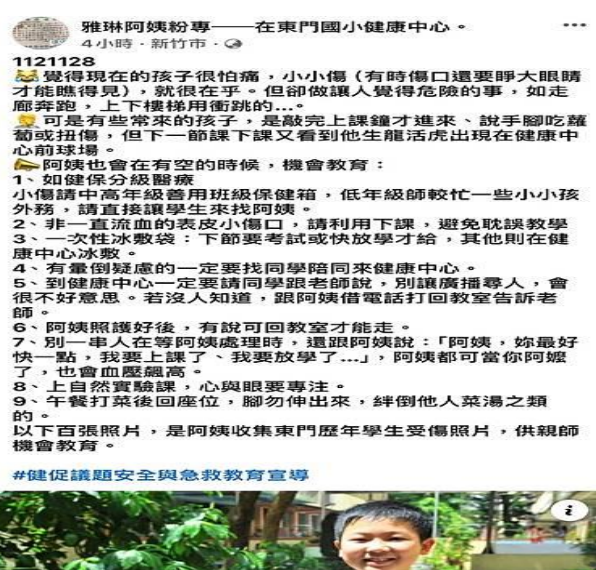 雅琳阿姨粉專——在東門國小健康中心。
4小時·新竹市·
1121128
覺得現在的孩子很怕痛，小小傷（有時傷口還要睜大眼睛
才能瞧得見），就很在乎。但卻做讓人覺得危險的事，如走
廊奔跑，上下樓梯用衝跳的...。
可是有些常來的孩子，是敲完上課鐘才進來、說手腳吃蘿
蔔或扭傷，但下一節課下課又看到他生龍活虎出現在健康中
心前球場。
阿姨也會在有空的時候，機會教育：
1、如健保分級醫療
小傷請中高年級善用班級保健箱，低年級師較忙一些小小孩
外務，請直接讓學生來找阿姨。
2、非一直流血的表皮小傷口，請利用下課，避免耽誤教學
3、一次性冰敷袋：下節要考試或快放學才給，其他則在健
康中心冰敷。
4、有暈倒疑慮的一定要找同學陪同來健康中心。
5、到健康中心一定要請同學跟老師說，別讓廣播尋人，會
很不好意思。若沒人知道，跟阿姨借電話打回教室告訴老
師。
6、阿姨照護好後，有說可回教室才能走。
7、別一串人在等阿姨處理時，還跟阿姨說：「阿姨，妳最好
快一點，我要上課了、我要放學了...」，阿姨都可當你阿嬤
了，也會血壓飆高。
8、上自然實驗課，心與眼要專注。
9、午餐打菜後回座位，腳勿伸出來，絆倒他人菜湯之類
的。
以下百張照片，是阿姨收集東門歷年學生受傷照片，供親師
機會教育。
#健促議題安全與急救教育宣導